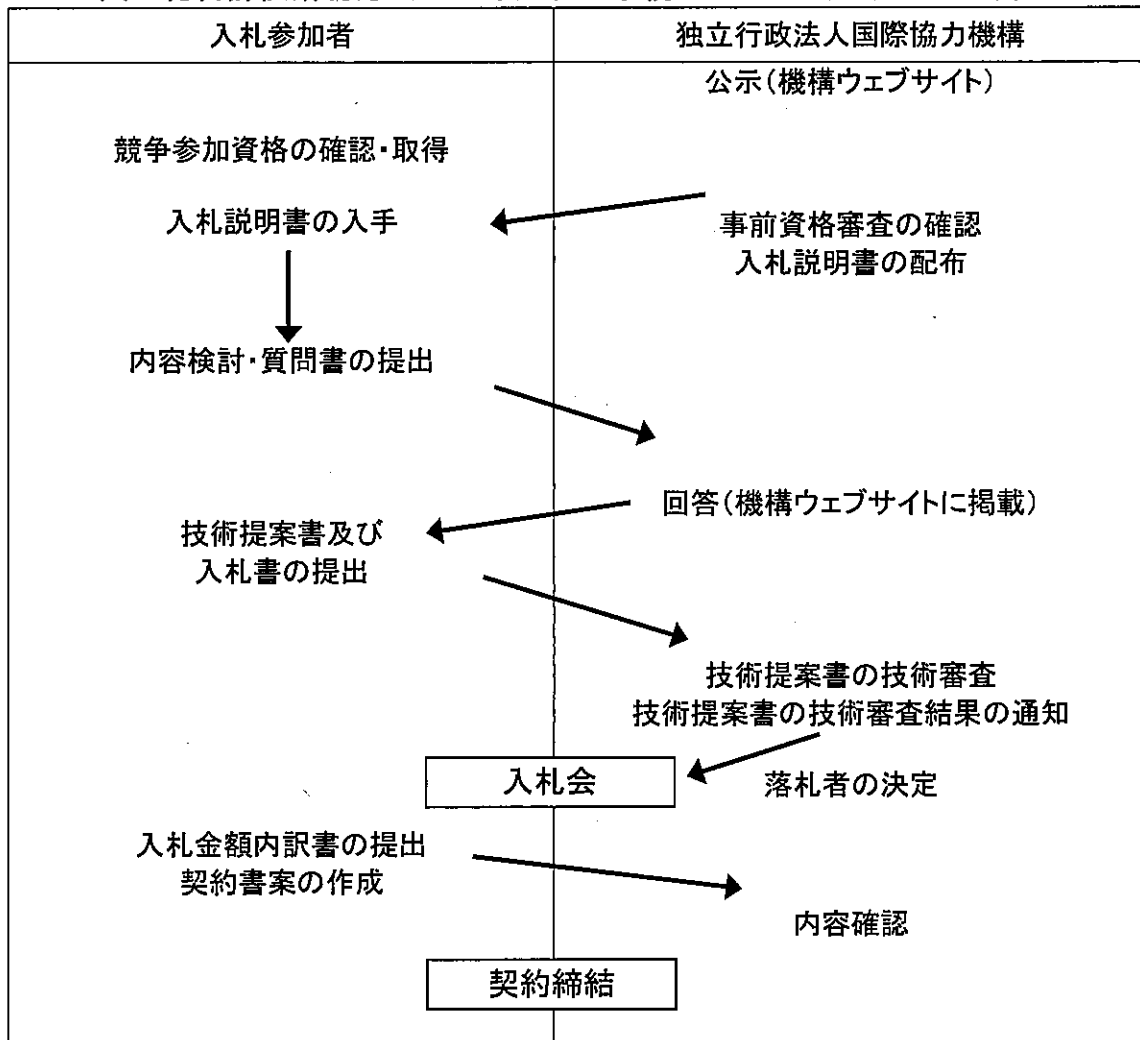 入札参加者
独立行政法人国際協力機構
公示(機構ウェブサイト)
競争参加資格の確認・取得
入札説明書の入手
事前資格審査の確認
入札説明書の配布
内容検討・質問書の提出
回答(機構ウェブサイトに掲載)
技術提案書及び
入札書の提出
技術提案書の技術審査
技術提案書の技術審査結果の通知
入札会
落札者の決定
入札金額内訳書の提出
契約書案の作成
内容確認
契約締結